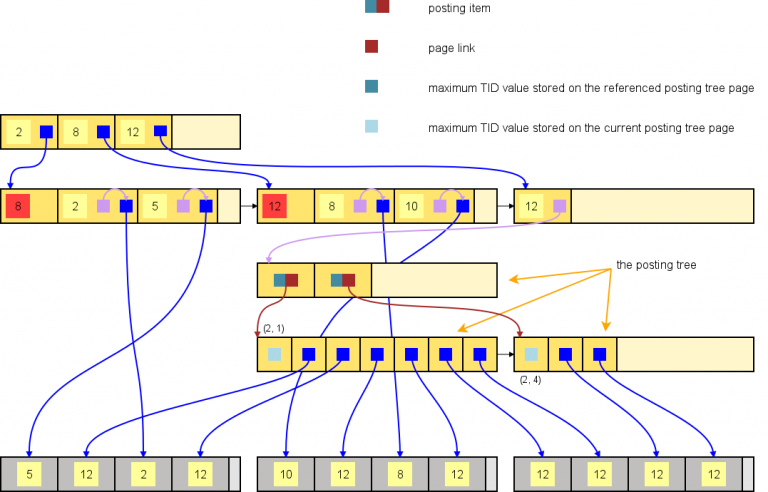 posting item
page link
maximum TID value stored on the referenced posting tree page
maximum TID value stored on the current posting tree page
2 8 12
8 2 5 12 8 10 12
the posting tree
(2, 1)
(2, 4)
5 12 2 12 10 12 8 12 12 12 12 12